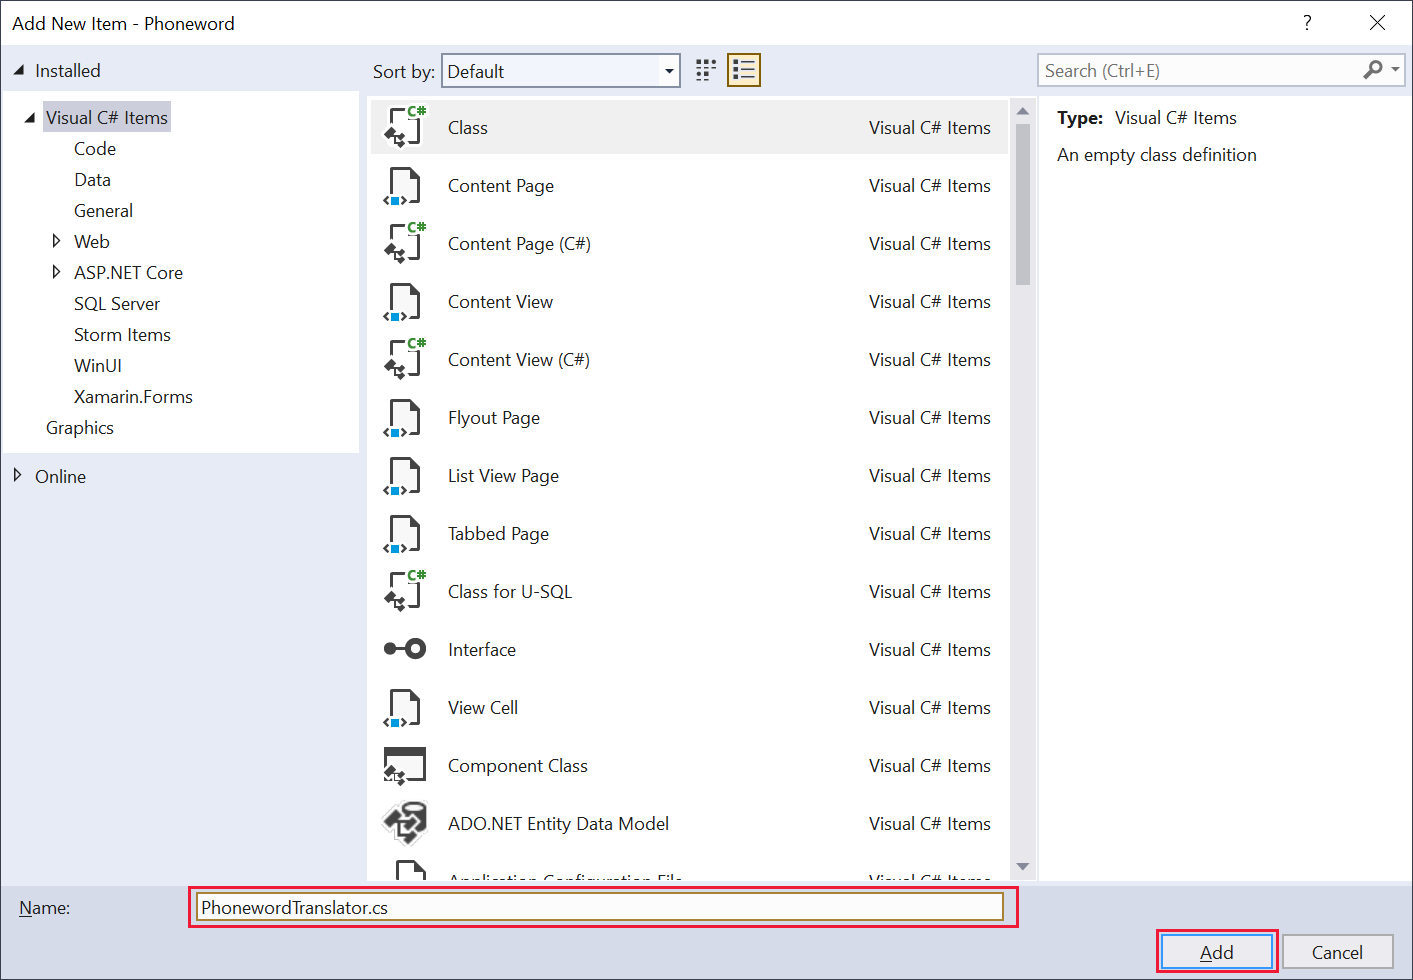 Add New Item - Phoneword
?
Installed
Sort by: Default
Search (Ctrl+E)
Visual C# Items
Code
Data
General
Web
ASP.NET Core
SQL Server
Storm Items
WinUI
Xamarin.Forms
Graphics
Online
C# Class Visual C# Items
Content Page Visual C# Items
C# Content Page (C#) Visual C# Items
Content View Visual C# Items
C# Content View (C#) Visual C# Items
Flyout Page Visual C# Items
List View Page Visual C# Items
Tabbed Page Visual C# Items
C# Class for U-SQL Visual C# Items
Interface Visual C# Items
View Cell Visual C# Items
Component Class Visual C# Items
ADO.NET Entity Data Model Visual C# Items
Application Configuration File Visual C# Items
Type: Visual C# Items
An empty class definition
Name: PhonewordTranslator.cs
Add Cancel